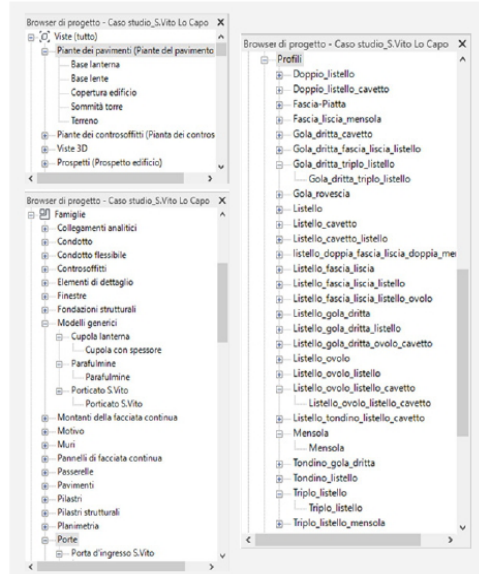 Browser di progetto - Caso studio_S.Vito Lo Capo X
Viste (tutto)
Piante dei pavimenti (Piante del pavimento
Base lanterna
Base lente
Copertura edificio
Sommità torre
Terreno
Piante dei controsoffitti (Pianta dei contros
Viste 3D
Prospetti (Prospetto edificio)
Browser di progetto - Caso studio_S.Vito Lo Capo X
Famiglie
Collegamenti analitici
Condotto
Condotto flessibile
Controsoffitti
Elementi di dettaglio
Finestre
Fondazioni strutturali
Modelli generici
Cupola lanterna
Cupola con spessore
Parafulmine
Parafulmine
Porticato S.Vito
Porticato S.Vito
Montanti della facciata continua
Motivo
Muri
Pannelli di facciata continua
Passerelle
Pavimenti
Pilastri
Pilastri strutturali
Planimetria
Porte
Porta d'ingresso S.Vito
Browser di progetto - Caso studio_S.Vito Lo Capo X
Profili
Doppio_listello
Doppio_listello_cavetto
Fascia-Piatta
Fascia_liscia_mensola
Gola_dritta_cavetto
Gola_dritta_fascia_liscia_listello
Gola_dritta_triplo_listello
Gola_dritta_triplo_listello
Gola_rovescia
Listello
Listello_cavetto
Listello_cavetto_listello
listello_doppia_fascia_liscia_doppia_mer
Listello_fascia_liscia
Listello_fascia_liscia_listello
Listello_fascia_liscia_listello_ovolo
Listello_gola_dritta
Listello_gola_dritta_listello
Listello_gola_dritta_ovolo_cavetto
Listello_ovolo
Listello_ovolo_listello
Listello_ovolo_listello_cavetto
Listello_ovolo_listello_cavetto
Listello_tondino_listello_cavetto
Mensola
Mensola
Tondino_gola_dritta
Tondino_listello
Triplo_listello
Triplo_listello
Triplo_listello_mensola